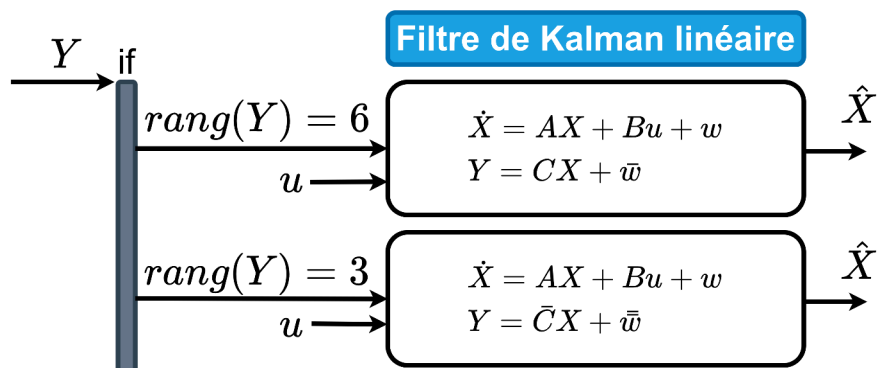 Filtre de Kalman linéaire
Y
if
rang(Y) = 6
u
Ẋ = AX + Bu + w
Y = CX + w̄
X̂
rang(Y) = 3
u
Ẋ = AX + Bu + w
Y = C̄X + w̿
X̂